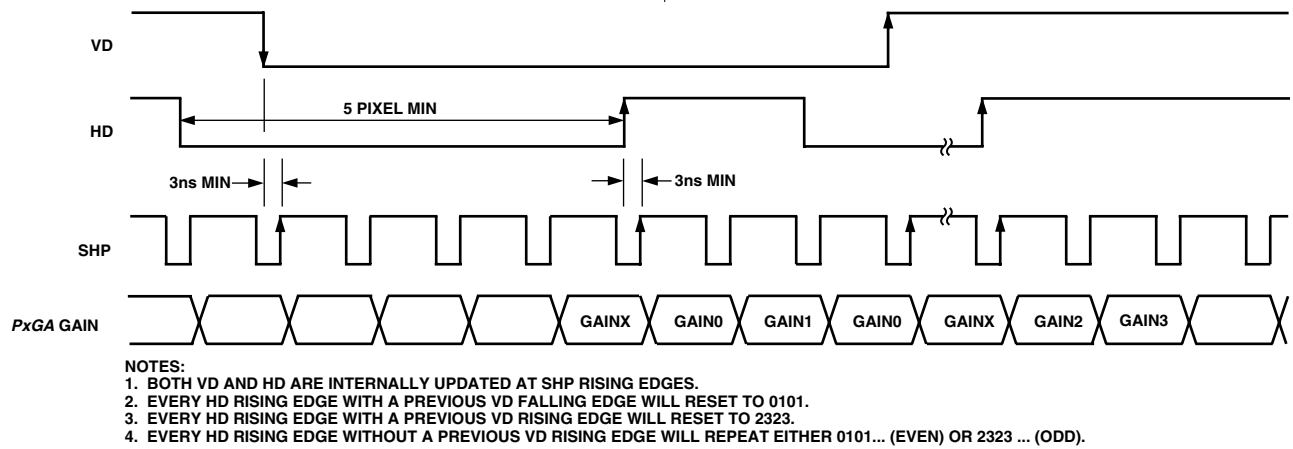 VD
5 PIXEL MIN
HD
3ns MIN
3ns MIN
SHP
PxGA GAIN
GAINX GAIN0 GAIN1 GAIN0 GAINX GAIN2 GAIN3
NOTES:
1. BOTH VD AND HD ARE INTERNALLY UPDATED AT SHP RISING EDGES.
2. EVERY HD RISING EDGE WITH A PREVIOUS VD FALLING EDGE WILL RESET TO 0101.
3. EVERY HD RISING EDGE WITH A PREVIOUS VD RISING EDGE WILL RESET TO 2323.
4. EVERY HD RISING EDGE WITHOUT A PREVIOUS VD RISING EDGE WILL REPEAT EITHER 0101... (EVEN) OR 2323 ... (ODD).